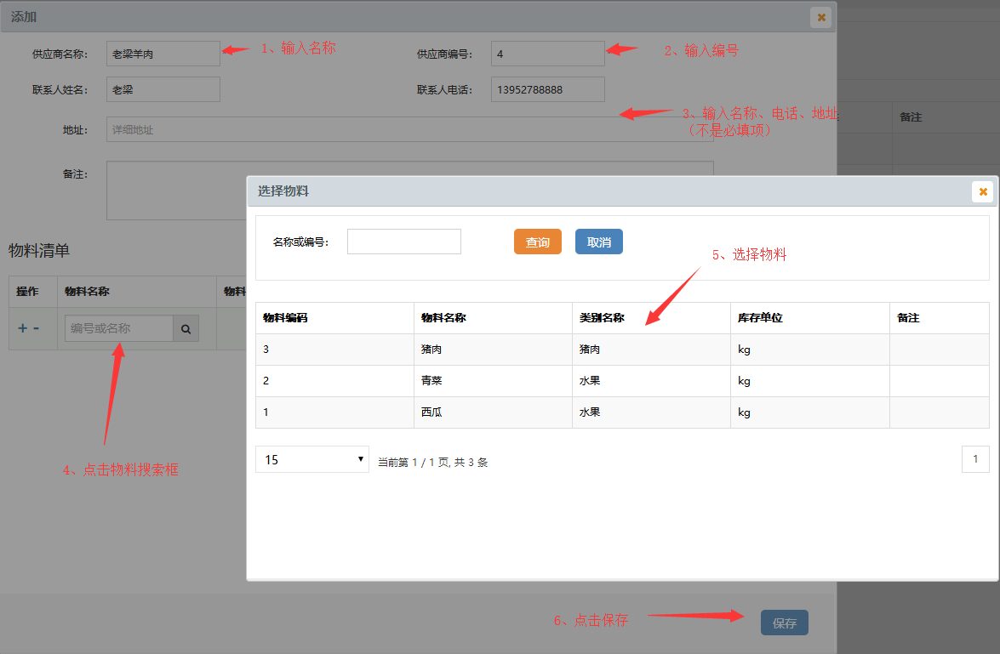 添加
供应商名称: 老梁羊肉 1、输入名称 供应商编号: 4 2、输入编号
联系人姓名: 老梁 联系人电话: 13952788888
3、输入名称、电话、地址
（不是必填项）
备注
地址: 详细地址
备注:
物料清单
操作 物料名称 物料
+ - 编号或名称
4、点击物料搜索框
选择物料
名称或编号: 查询 取消
5、选择物料
物料编码 物料名称 类别名称 库存单位 备注
3 猪肉 猪肉 kg
2 青菜 水果 kg
1 西瓜 水果 kg
15 当前第 1 / 1 页, 共 3 条 1
6、点击保存 保存